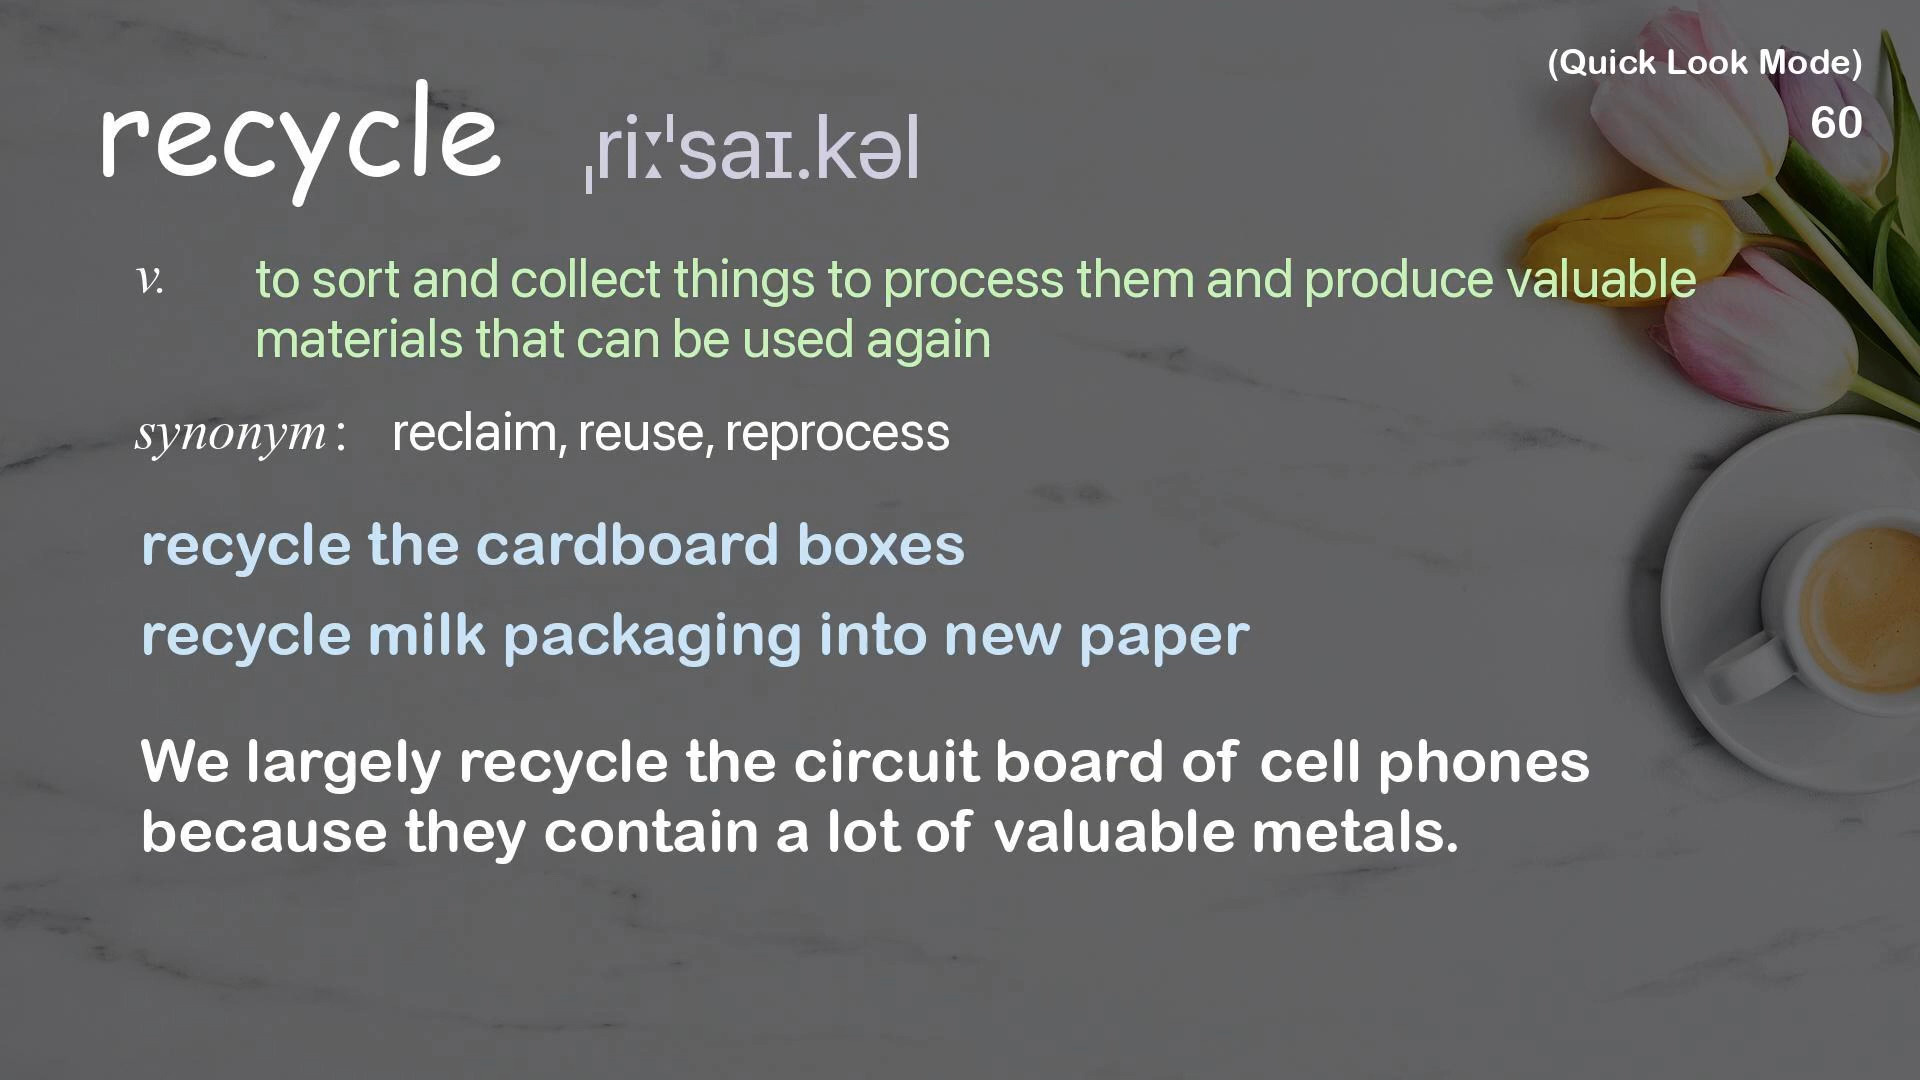 (Quick Look Mode)
60
recycle ˌriːˈsaɪ.kəl
v. to sort and collect things to process them and produce valuable
materials that can be used again
synonym: reclaim, reuse, reprocess
recycle the cardboard boxes
recycle milk packaging into new paper
We largely recycle the circuit board of cell phones
because they contain a lot of valuable metals.